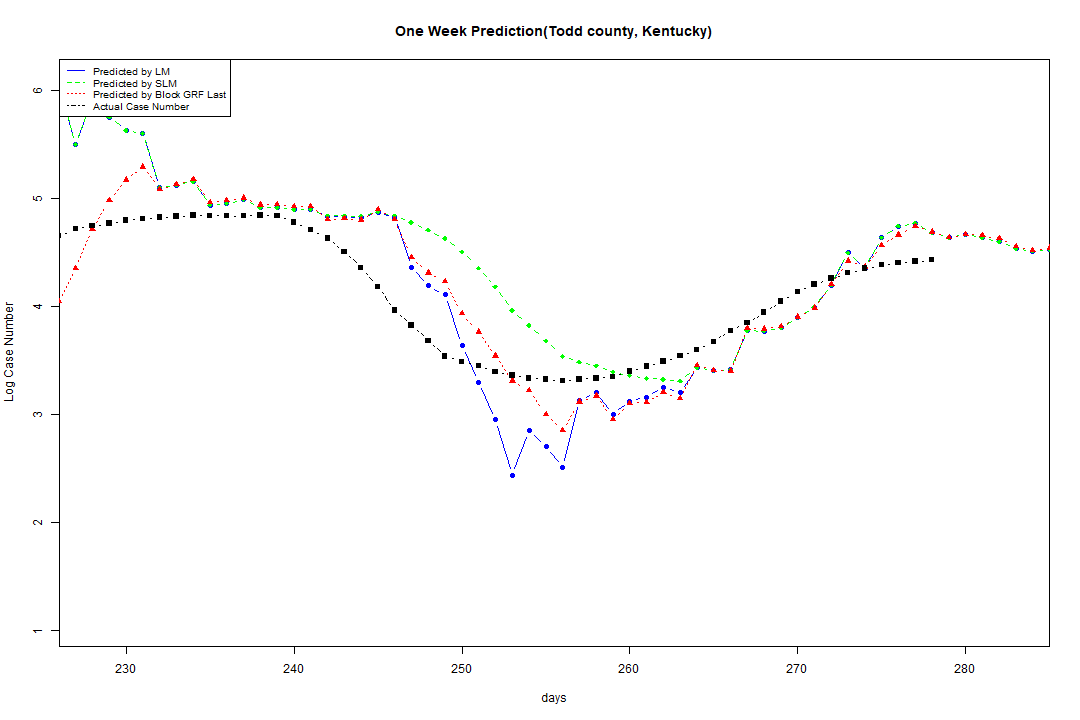 One Week Prediction(Todd county, Kentucky)
Predicted by LM
Predicted by SLM
Predicted by Block GRF Last
Actual Case Number
6
5
4
3
2
1
Log Case Number
230
240
250
260
270
280
days